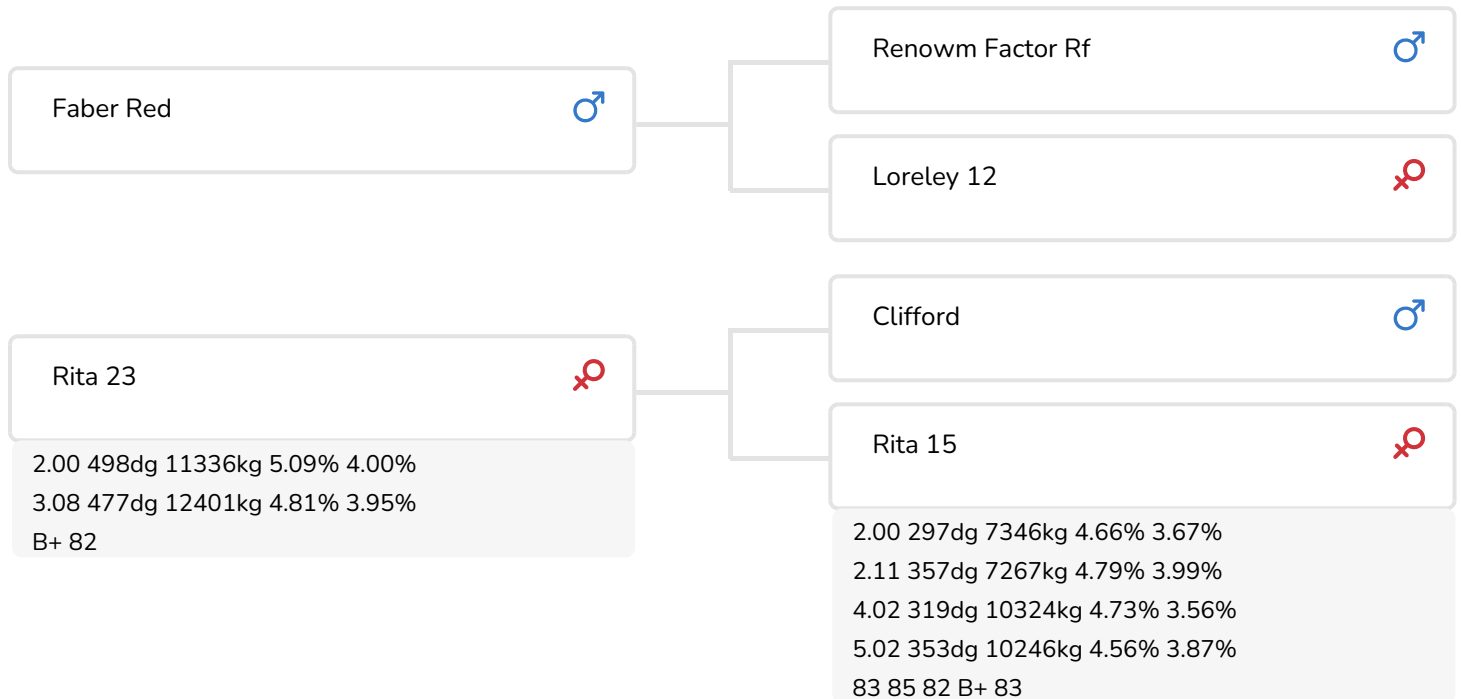 Faber Red
Renowm Factor Rf
Loreley 12
Rita 23
2.00 498dg 11336kg 5.09% 4.00%
3.08 477dg 12401kg 4.81% 3.95%
B+ 82
Clifford
Rita 15
2.00 297dg 7346kg 4.66% 3.67%
2.11 357dg 7267kg 4.79% 3.99%
4.02 319dg 10324kg 4.73% 3.56%
5.02 353dg 10246kg 4.56% 3.87%
83 85 82 B+ 83